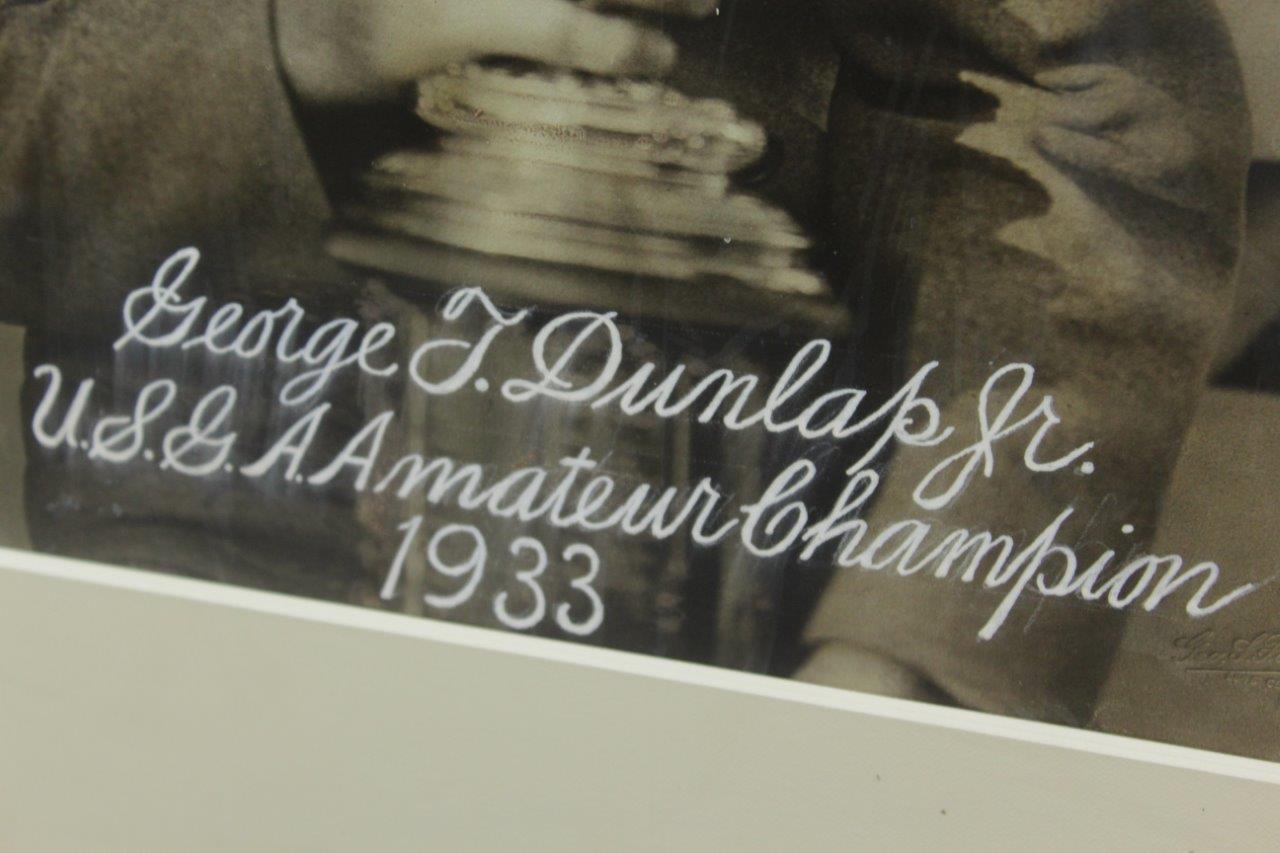 George T. Dunlap Jr.
U.S.G.A. Amateur Champion
1933